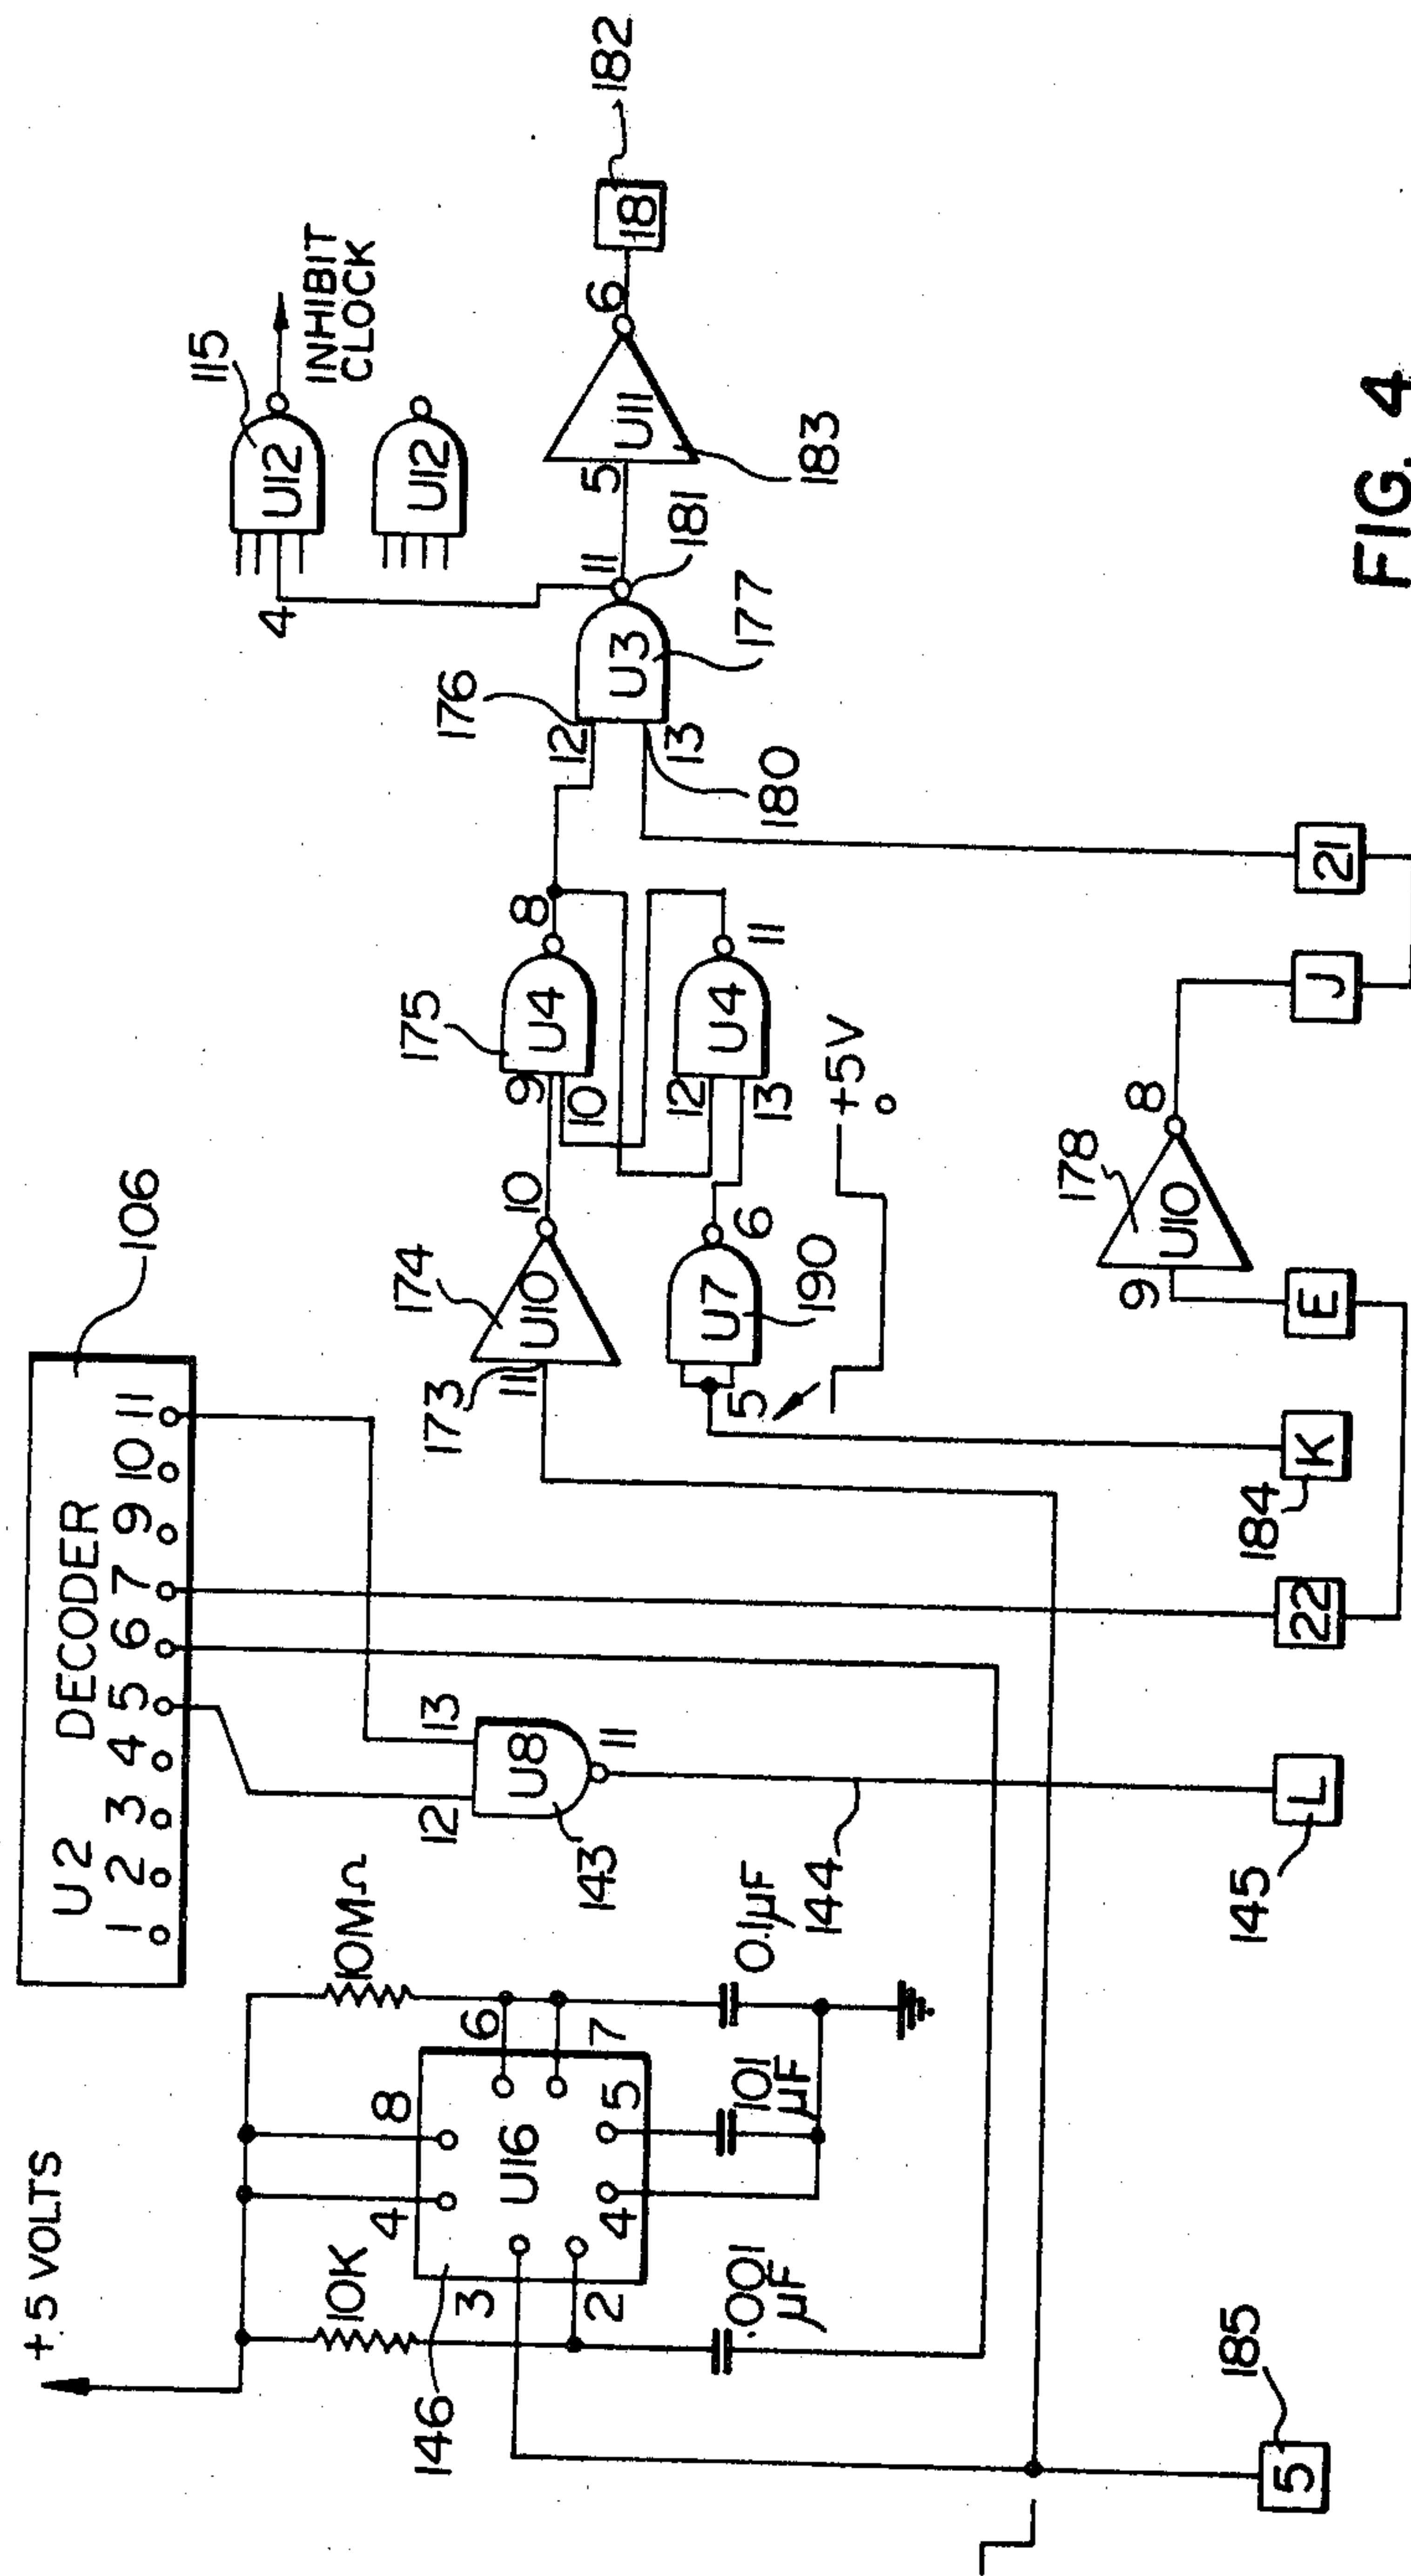 +5 VOLTS
U2 DECODER
1 2 3 4 5 6 7 9 10 11
106
10K
10MΩ
4
8
3
2
U16
6
7
4
5
146
.001
µF
.101
µF
0.1µF
12
13
U8
11
143
144
L
145
5
185
173
11
174
U10
10
175
9
10
U4
8
5
U7
6
190
12
13
U4
11
+5V
0
176
12
13
U3
11
177
180
181
4
115
U12
INHIBIT
CLOCK
U12
5
U11
6
183
18
182
22
K
184
E
9
U10
8
178
J
21
FIG. 4